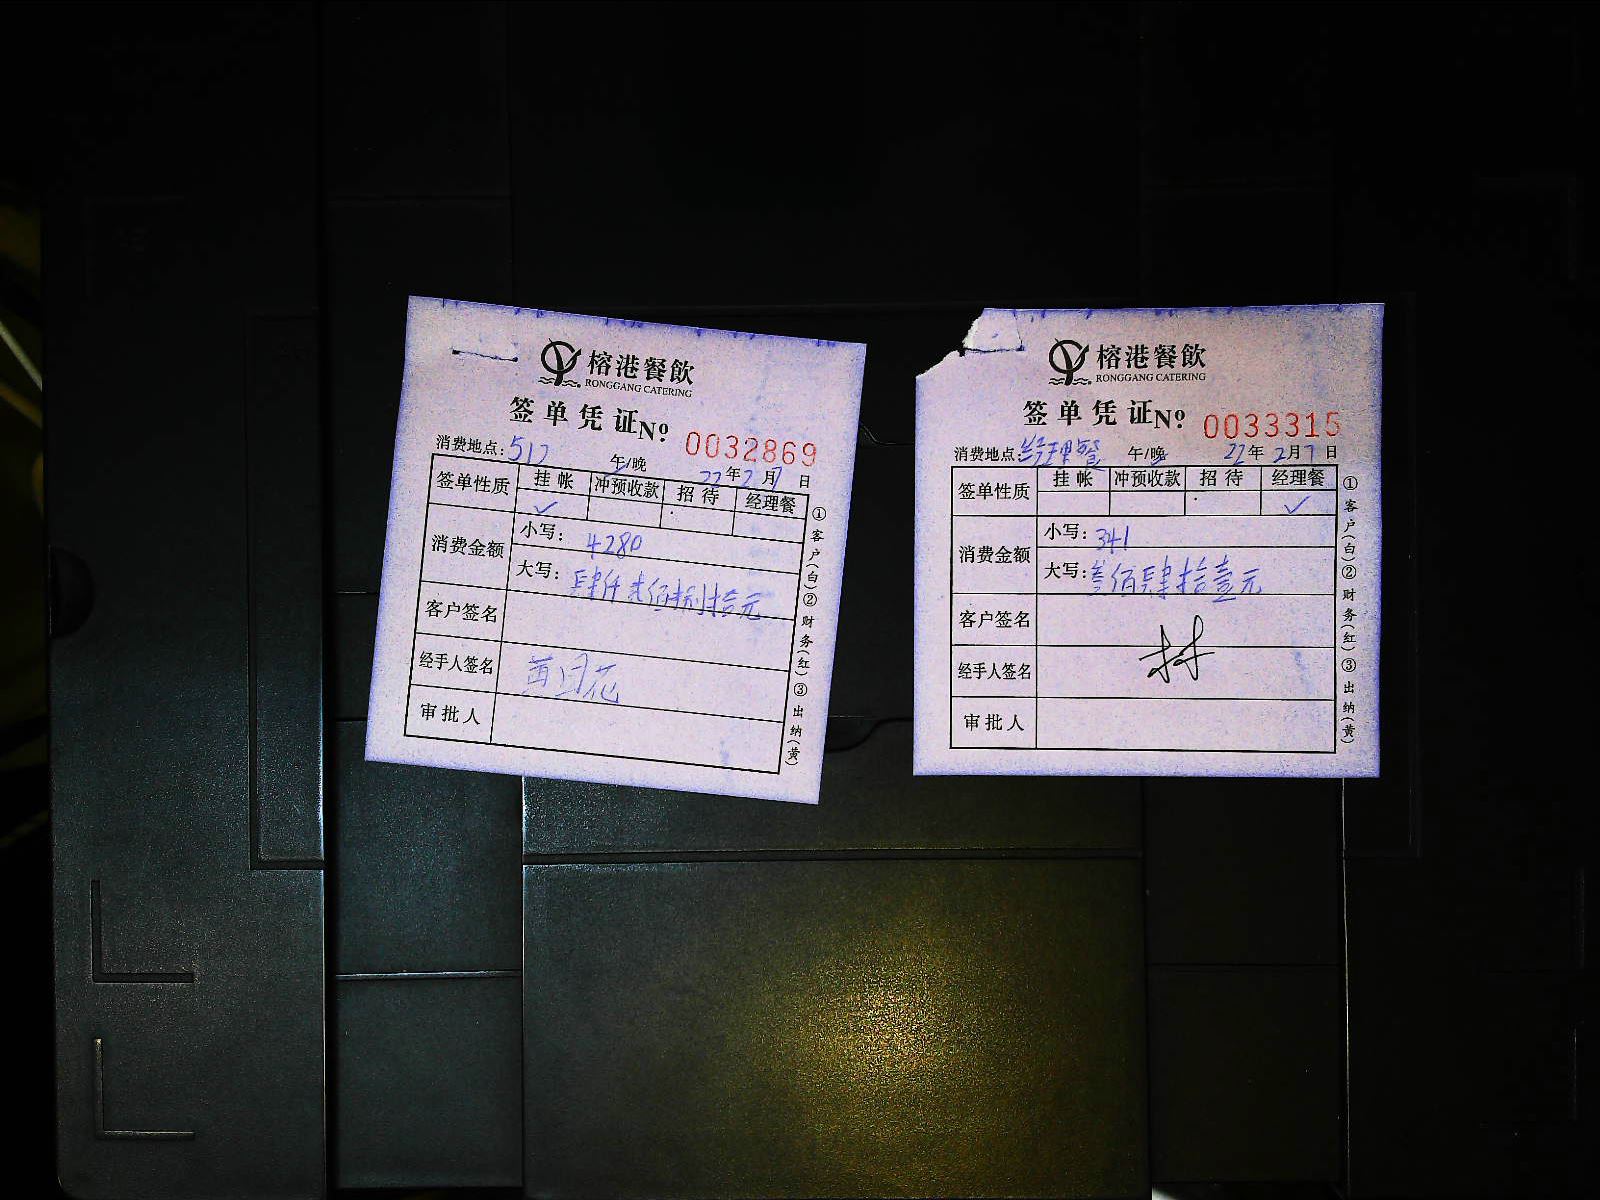 榕港餐飲
RONGGANG CATERING
签单凭证№ 0032869
消费地点: 517 午/晚 22年2月7日
签单性质 挂帐 冲预收款 招待 经理餐
✓
消费金额 小写: 4280
大写: 肆仟贰佰捌拾元
客户签名
经手人签名 黄月花
审批人
①客户(白)②财务(红)③出纳(黄)
榕港餐飲
RONGGANG CATERING
签单凭证№ 0033315
消费地点: 经理餐 午/晚 22年2月7日
签单性质 挂帐 冲预收款 招待 经理餐
✓
消费金额 小写: 341
大写: 叁佰肆拾壹元
客户签名
经手人签名
审批人
①客户(白)②财务(红)③出纳(黄)